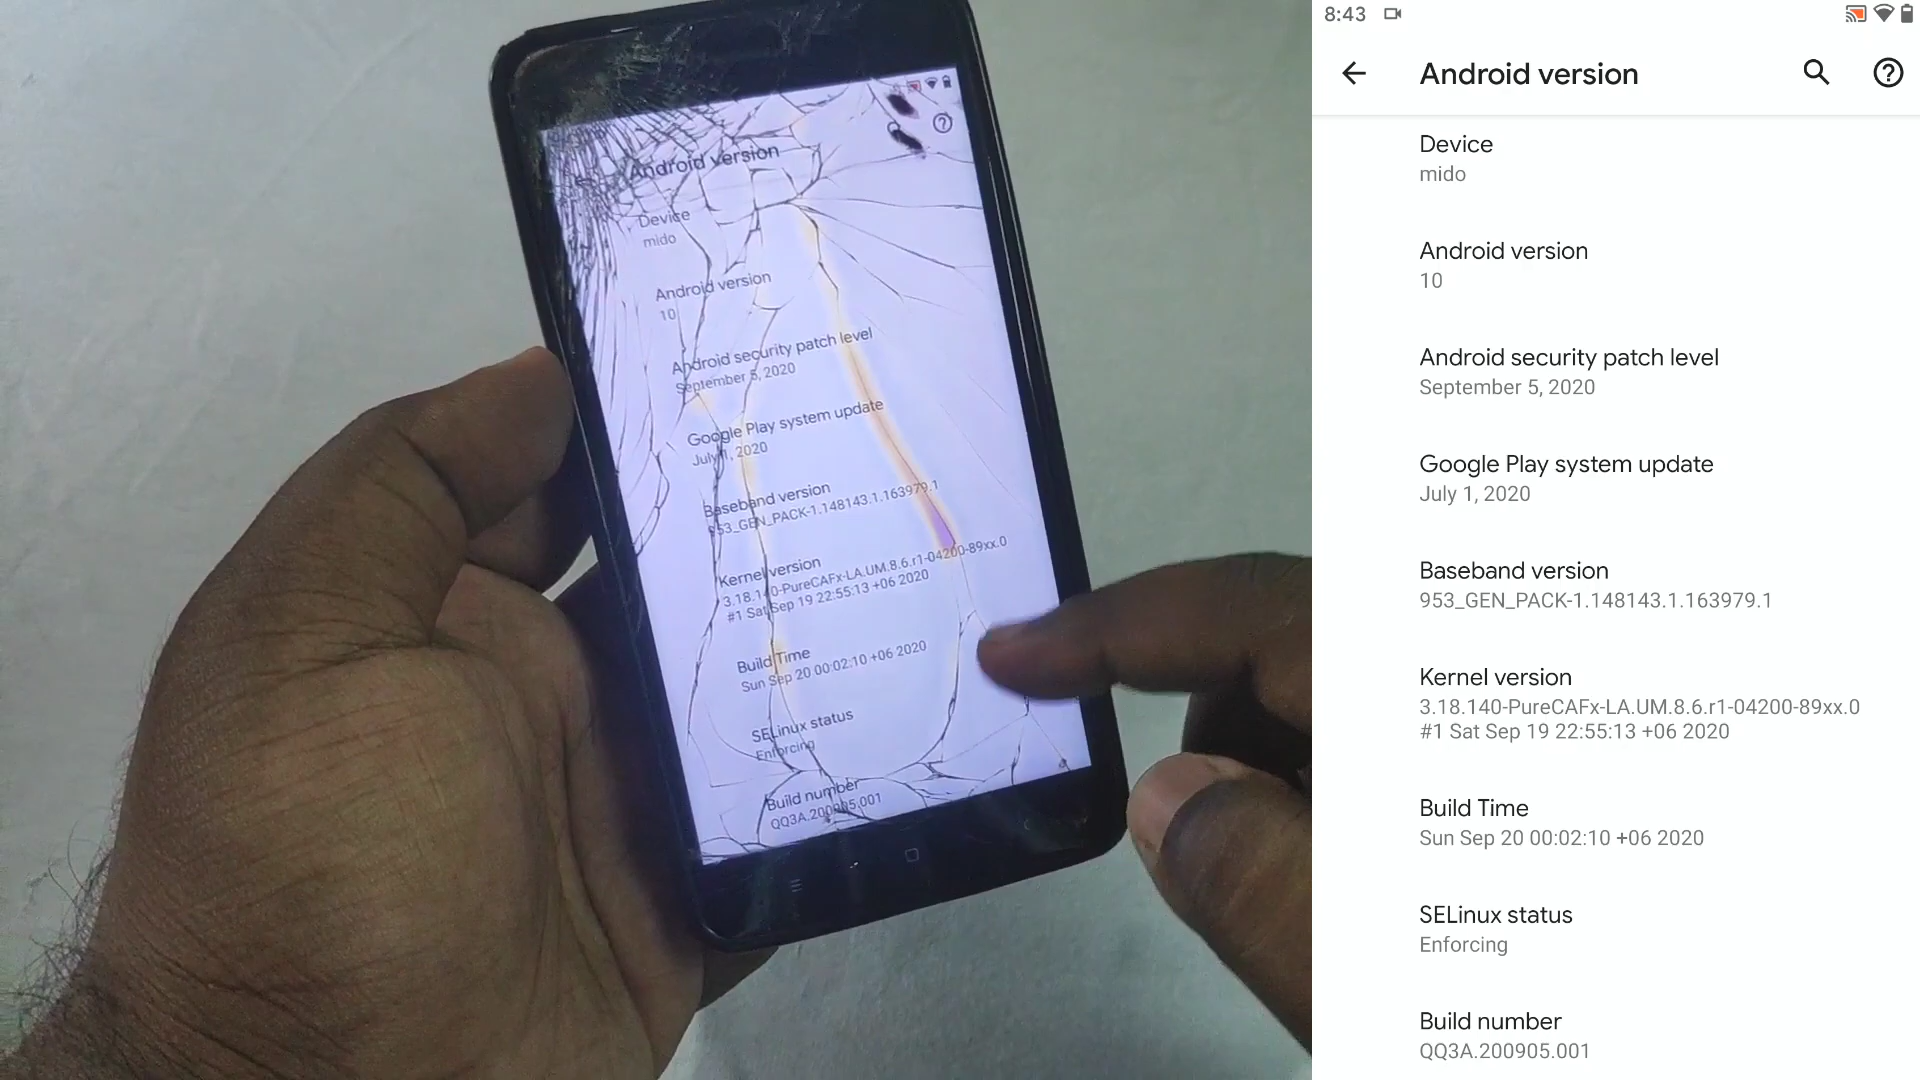 Android version
Device
mido
Android version
10
Android security patch level
September 5, 2020
Google Play system update
July 1, 2020
Baseband version
953_GEN_PACK-1.148143.1.163979.1
Kernel version
3.18.140-PureCAFx-LA.UM.8.6.r1-04200-89xx.0
#1 Sat Sep 19 22:55:13 +06 2020
Build Time
Sun Sep 20 00:02:10 +06 2020
SELinux status
Enforcing
Build number
QQ3A.200905.001
8:43
Android version
Device
mido
Android version
10
Android security patch level
September 5, 2020
Google Play system update
July 1, 2020
Baseband version
953_GEN_PACK-1.148143.1.163979.1
Kernel version
3.18.140-PureCAFx-LA.UM.8.6.r1-04200-89xx.0
#1 Sat Sep 19 22:55:13 +06 2020
Build Time
Sun Sep 20 00:02:10 +06 2020
SELinux status
Enforcing
Build number
QQ3A.200905.001